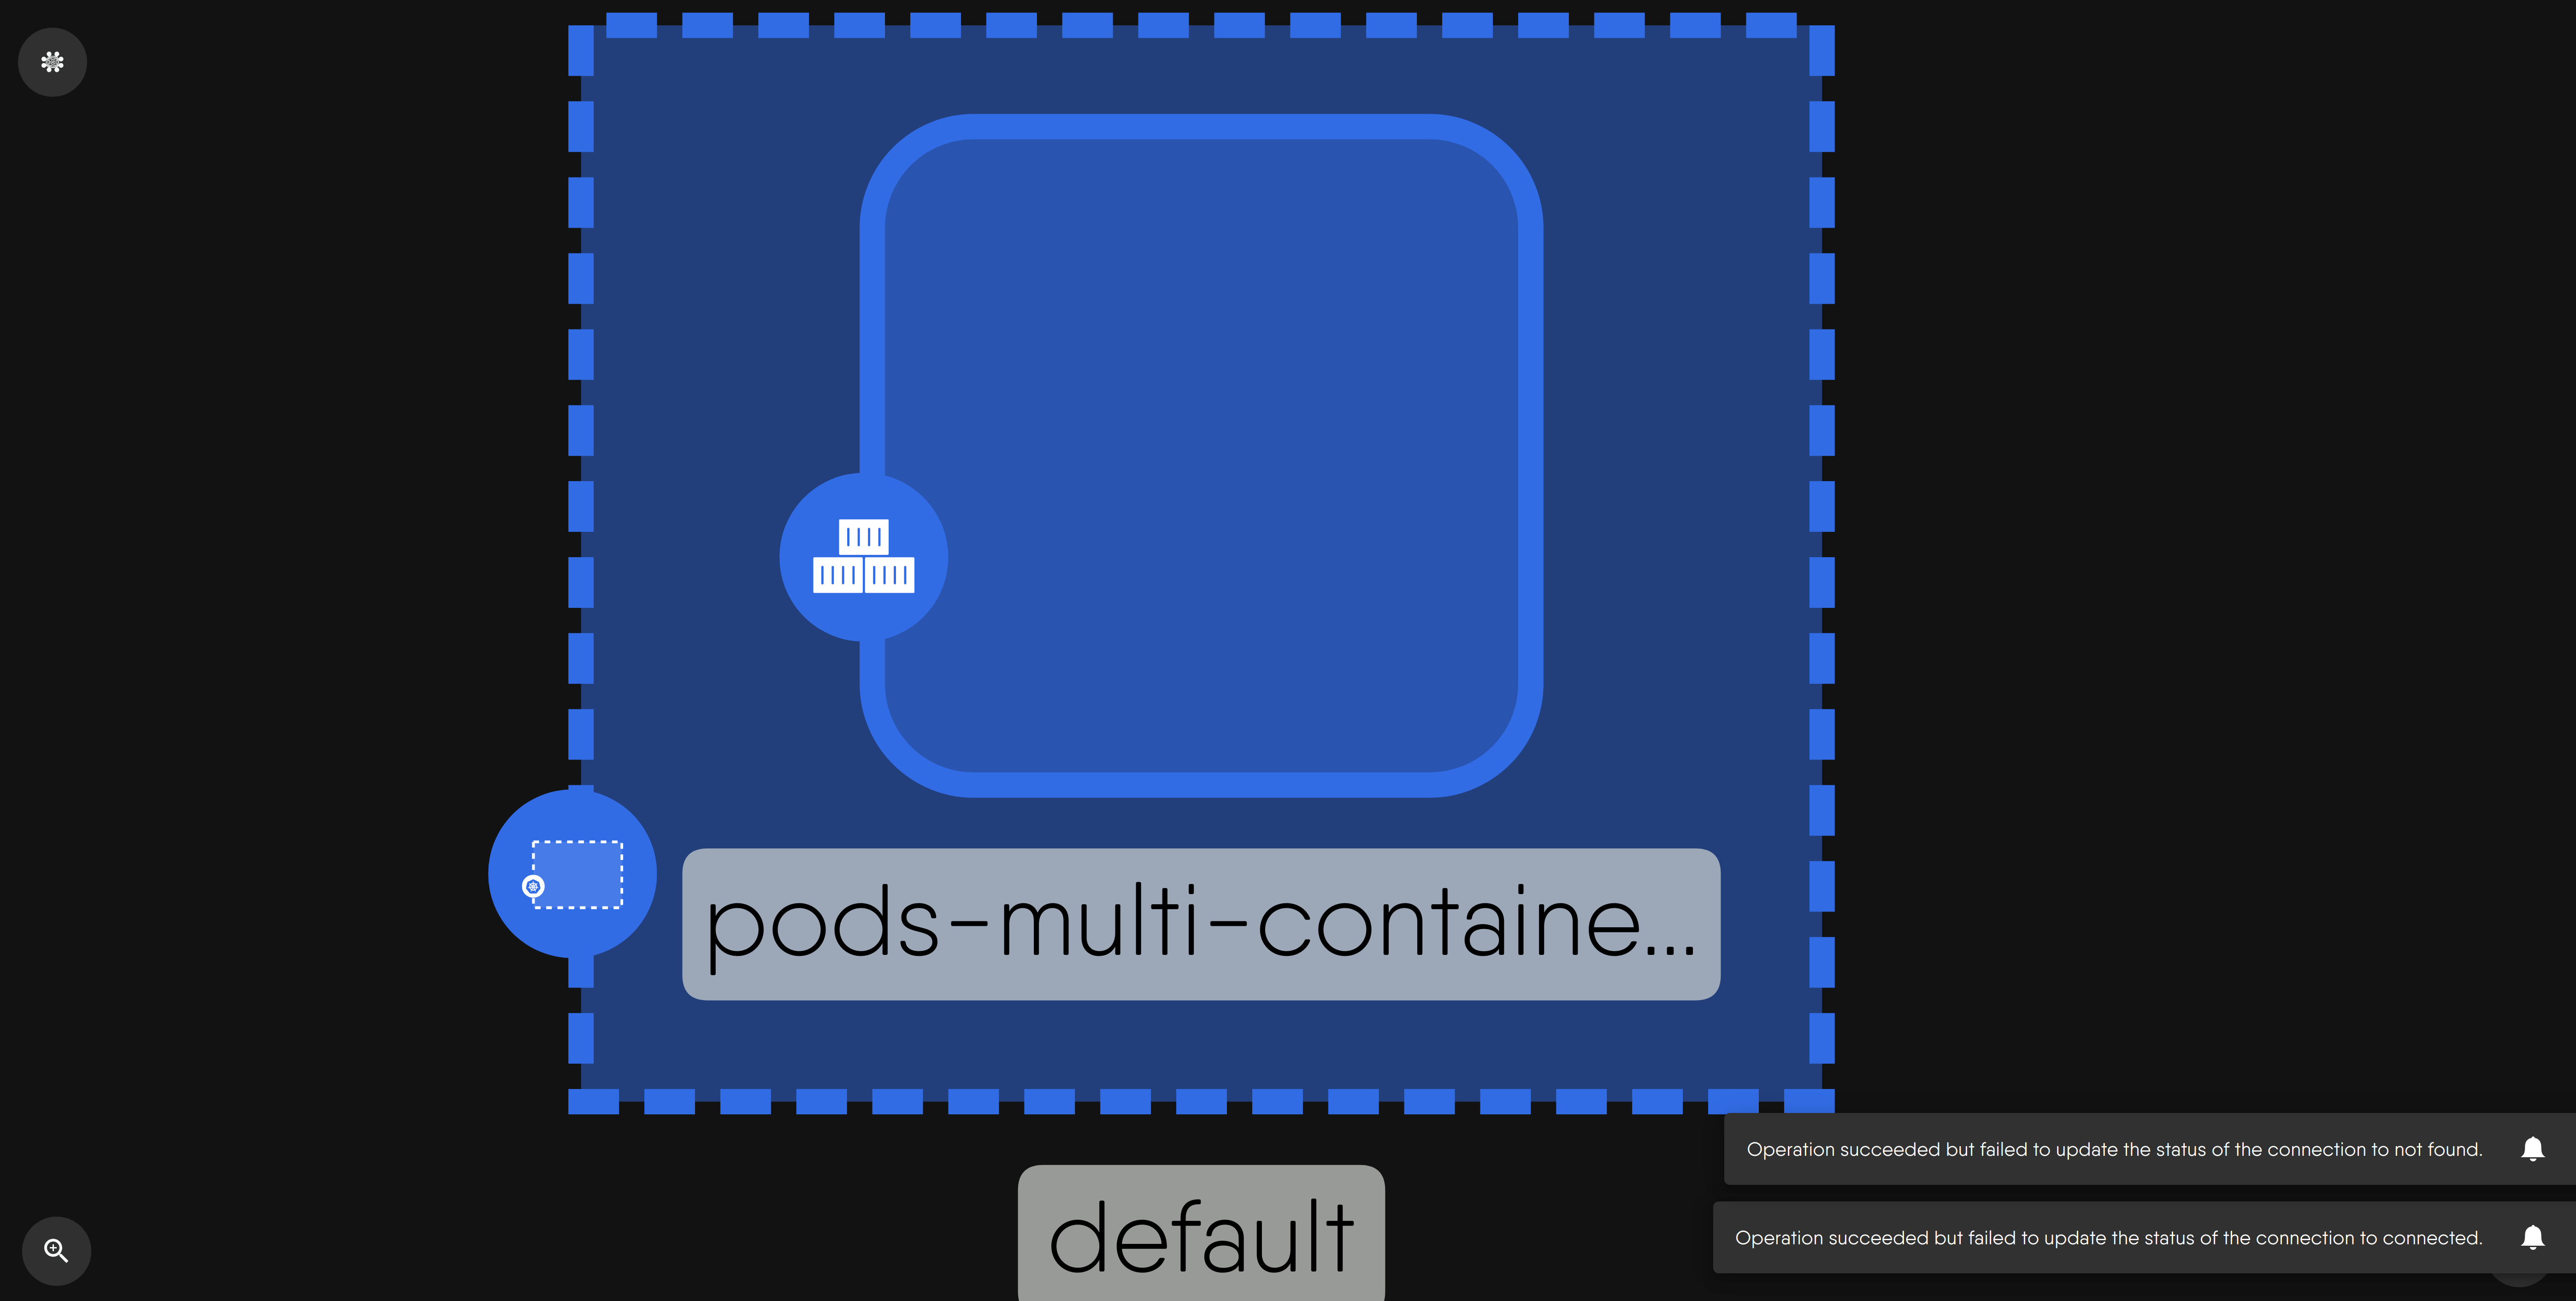 pods-multi-containe...
default
Operation succeeded but failed to update the status of the connection to not found.
Operation succeeded but failed to update the status of the connection to connected.